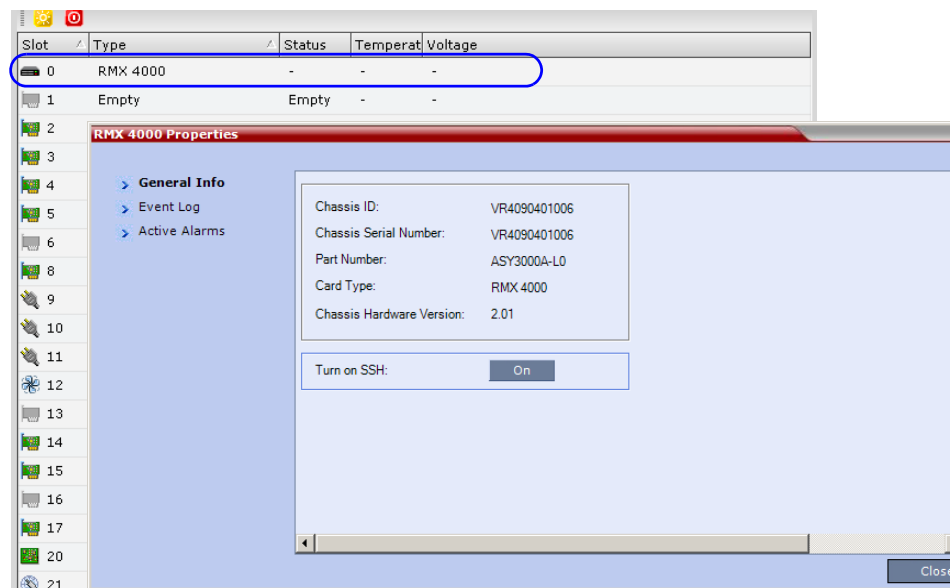 Slot Type Status Temperat Voltage
0 RMX 4000 - - -
1 Empty Empty - -
2
RMX 4000 Properties
3
4
5
6
8
9
10
11
12
13
14
15
16
17
20
21
General Info
Event Log
Active Alarms
Chassis ID: VR4090401006
Chassis Serial Number: VR4090401006
Part Number: ASY3000A-L0
Card Type: RMX 4000
Chassis Hardware Version: 2.01
Turn on SSH: On
Close